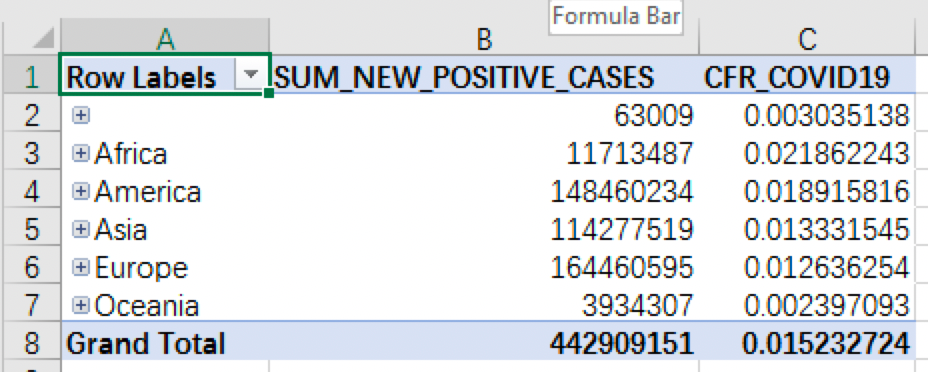 Formula Bar
A B C
1 Row Labels SUM_NEW_POSITIVE_CASES CFR_COVID19
2 63009 0.003035138
3 Africa 11713487 0.021862243
4 America 148460234 0.018915816
5 Asia 114277519 0.013331545
6 Europe 164460595 0.012636254
7 Oceania 3934307 0.002397093
8 Grand Total 442909151 0.015232724